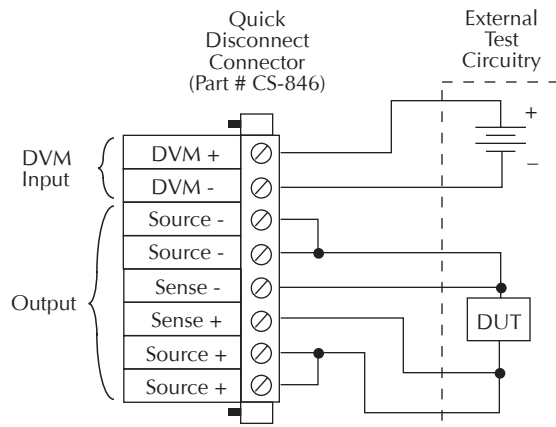 Quick
Disconnect
Connector
(Part # CS-846)
External
Test
Circuitry
DVM
Input
DVM +
DVM -
Source -
Source -
Sense -
Sense +
Source +
Source +
Output
+
–
DUT